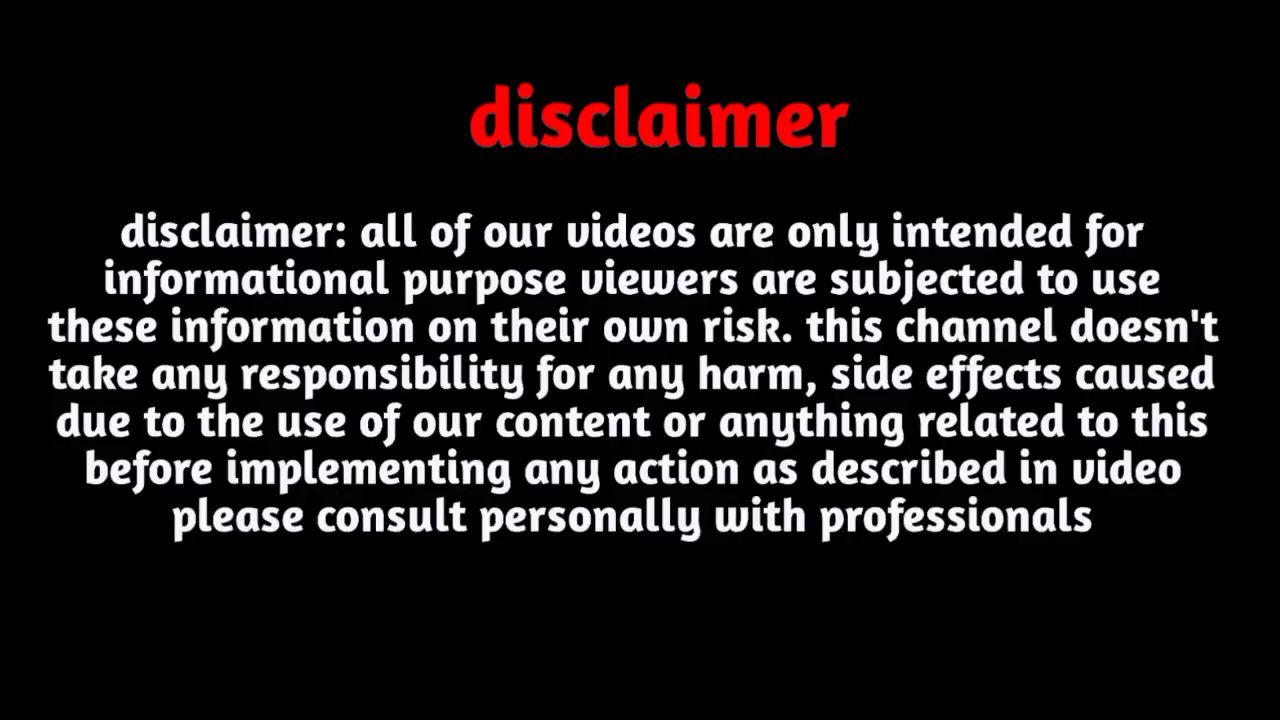 disclaimer
disclaimer: all of our videos are only intended for
informational purpose viewers are subjected to use
these information on their own risk. this channel doesn't
take any responsibility for any harm, side effects caused
due to the use of our content or anything related to this
before implementing any action as described in video
please consult personally with professionals